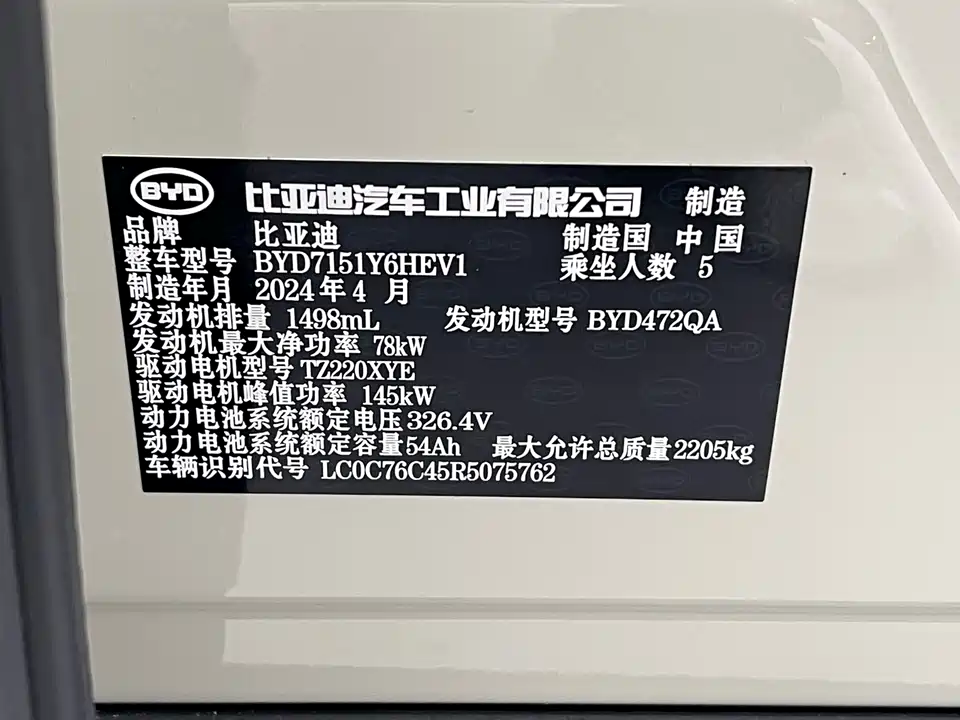 BYD 比亚迪汽车工业有限公司 制造
品牌 比亚迪 制造国 中国
整车型号 BYD7151Y6HEV1 乘坐人数 5
制造年月 2024年4月
发动机排量 1498mL 发动机型号 BYD472QA
发动机最大净功率 78kW
驱动电机型号 TZ220XYE
驱动电机峰值功率 145kW
动力电池系统额定电压 326.4V
动力电池系统额定容量 54Ah 最大允许总质量 2205kg
车辆识别代号 LC0C76C45R5075762